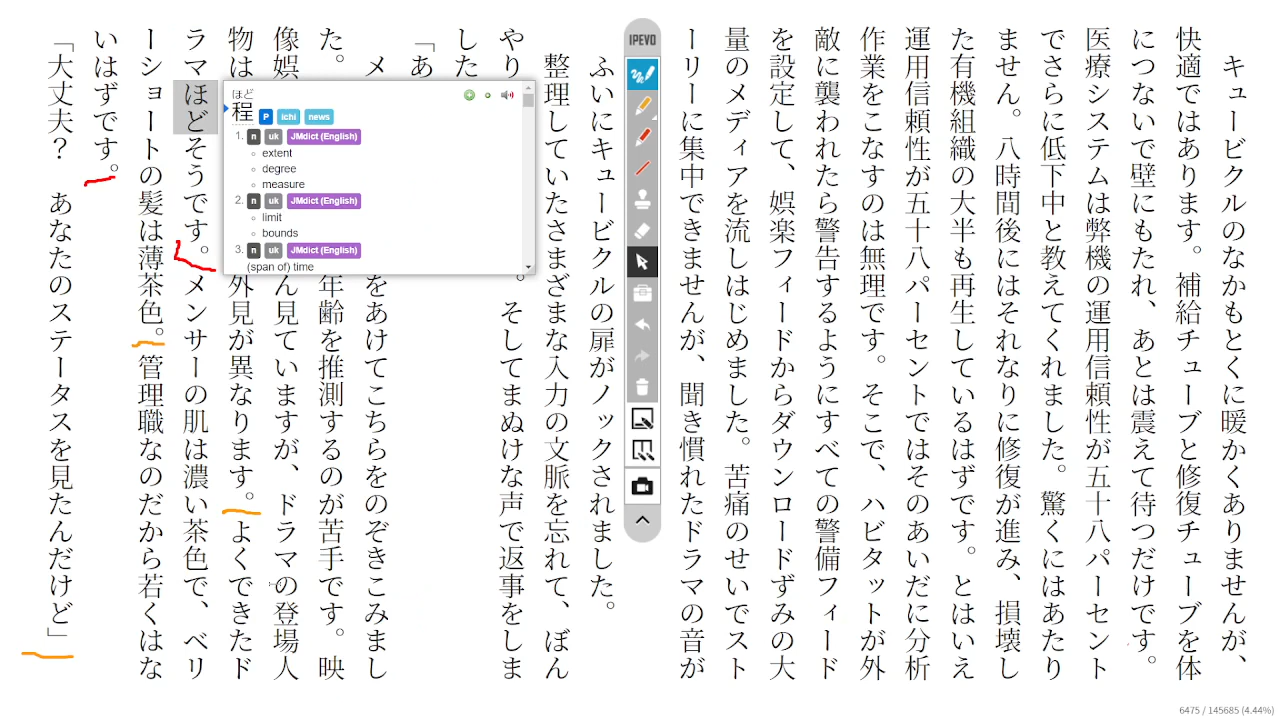 キュービクルのなかもとくに暖かくありませんが、
快適ではあります。補給チューブと修復チューブを体
につないで壁にもたれ、あとは震えて待つだけです。
医療システムは弊機の運用信頼性が五十八パーセント
でさらに低下中と教えてくれました。驚くにはあたり
ません。八時間後にはそれなりに修復が進み、損壊し
た有機組織の大半も再生しているはずです。とはいえ
運用信頼性が五十八パーセントではそのあいだに分析
作業をこなすのは無理です。そこで、ハビタットが外
敵に襲われたら警告するようにすべての警備フィード
を設定して、娯楽フィードからダウンロードずみの大
量のメディアを流しはじめました。苦痛のせいでスト
ーリーに集中できませんが、聞き慣れたドラマの音が
ふいにキュービクルの扉がノックされました。
整理していたさまざまな入力の文脈を忘れて、ぼん
やり 。そしてまぬけな声で返事をしま
した
「あ
メ をあけてこちらをのぞきこみまし
た。 年齢を推測するのが苦手です。映
像娯 ん見ていますが、ドラマの登場人
物は 外見が異なります。よくできたド
ラマほどそうです。メンサーの肌は濃い茶色で、ベリ
ーショートの髪は薄茶色。管理職なのだから若くはな
いはずです。
「大丈夫？　あなたのステータスを見たんだけど」
ほど
程 P ichi news
1. n uk JMdict (English)
extent
degree
measure
2. n uk JMdict (English)
limit
bounds
3. n uk JMdict (English)
(span of) time
IPEVO
6475 / 145685 (4.44%)